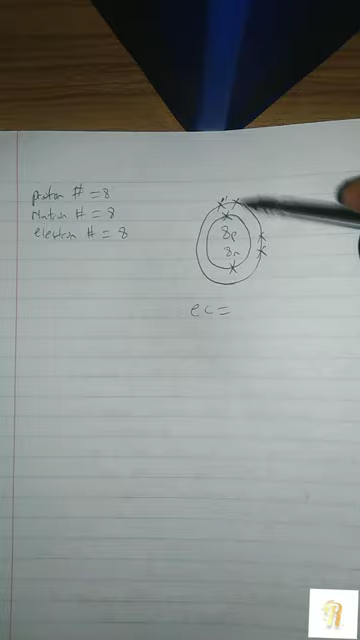 proton # = 8
nutron # = 8
electron # = 8
8p
8n
ec =